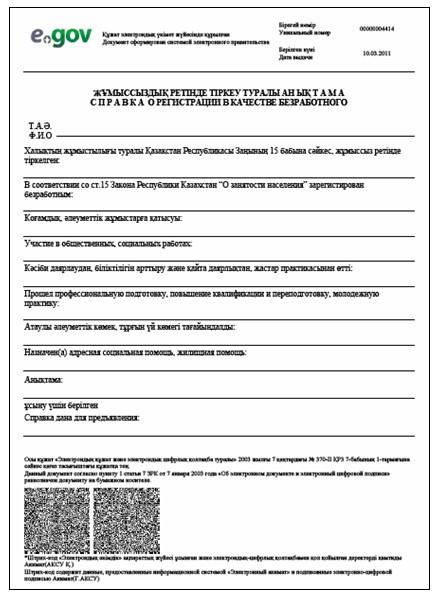 e.gov
Құжат электрондық үкімет жүйесінде құрылған
Документ сформирован системой электронного правительства
Бірегей нөмір
Уникальный номер
00000004414
Берілген күні
Дата выдачи
10.03.2011
ЖҰМЫССЫЗДЫҚ РЕТІНДЕ ТІРКЕУ ТУРАЛЫ АНЫҚТАМА
СПРАВКА О РЕГИСТРАЦИИ В КАЧЕСТВЕ БЕЗРАБОТНОГО
Т.А.Ә.
Ф.И.О.
Халықтың жұмыстылығы туралы Қазақстан Республикасы Заңының 15 бабына сәйкес, жұмыссыз ретінде
тіркелген:
В соответствии со ст.15 Закона Республики Казахстан “О занятости населения” зарегистрирован
безработным:
Қоғамдық, әлеуметтік жұмыстарға қатысуы:
Участие в общественных, социальных работах:
Кәсіби даярлаудан, біліктілігін арттыру және қайта даярлықтан, жастар практикасынан өтті:
Прошел профессиональную подготовку, повышение квалификации и переподготовку, молодежную
практику:
Атаулы әлеуметтік көмек, тұрғын үй көмегі тағайындалды:
Назначен(а) адресная социальная помощь, жилищная помощь:
Анықтама:
ұсыну үшін берілген
Справка дана для предъявления:
Осы құжат «Электрондық құжат және электрондық цифрлық қолтаңба туралы» 2003 жылғы 7 қаңтардағы № 370-II ҚРЗ 7-бабының 1-тармағына
сәйкес қағаз тасығыштағы құжатқа тең.
Данный документ согласно пункту 1 статьи 7 ЗРК от 7 января 2003 года «Об электронном документе и электронной цифровой подписи»
равнозначен документу на бумажном носителе.
*Штрих-код «Электрондық әкімдік» ақпараттық жүйесі ұсынған және электрондық-цифрлық қолтаңбамен қол қойылған деректерді қамтиды
Акимат(АКСУ Қ.)
Штрих-код содержит данные, предоставленные информационной системой «Электронный акимат» и подписанные электронно-цифровой
подписью Акимат(Г.АКСУ)